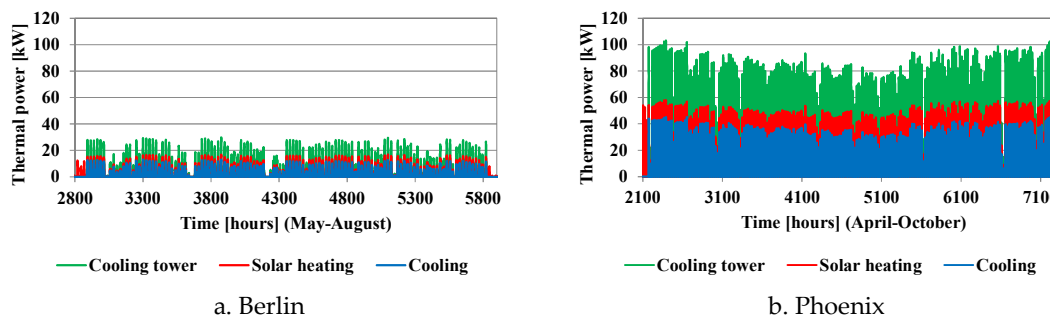 Thermal power [kW]
120
100
80
60
40
20
0
2800 3300 3800 4300 4800 5300 5800
Time [hours] (May-August)
Cooling tower Solar heating Cooling
a. Berlin
Thermal power [kW]
120
100
80
60
40
20
0
2100 3100 4100 5100 6100 710
Time [hours] (April-October)
Cooling tower Solar heating Cooling
b. Phoenix